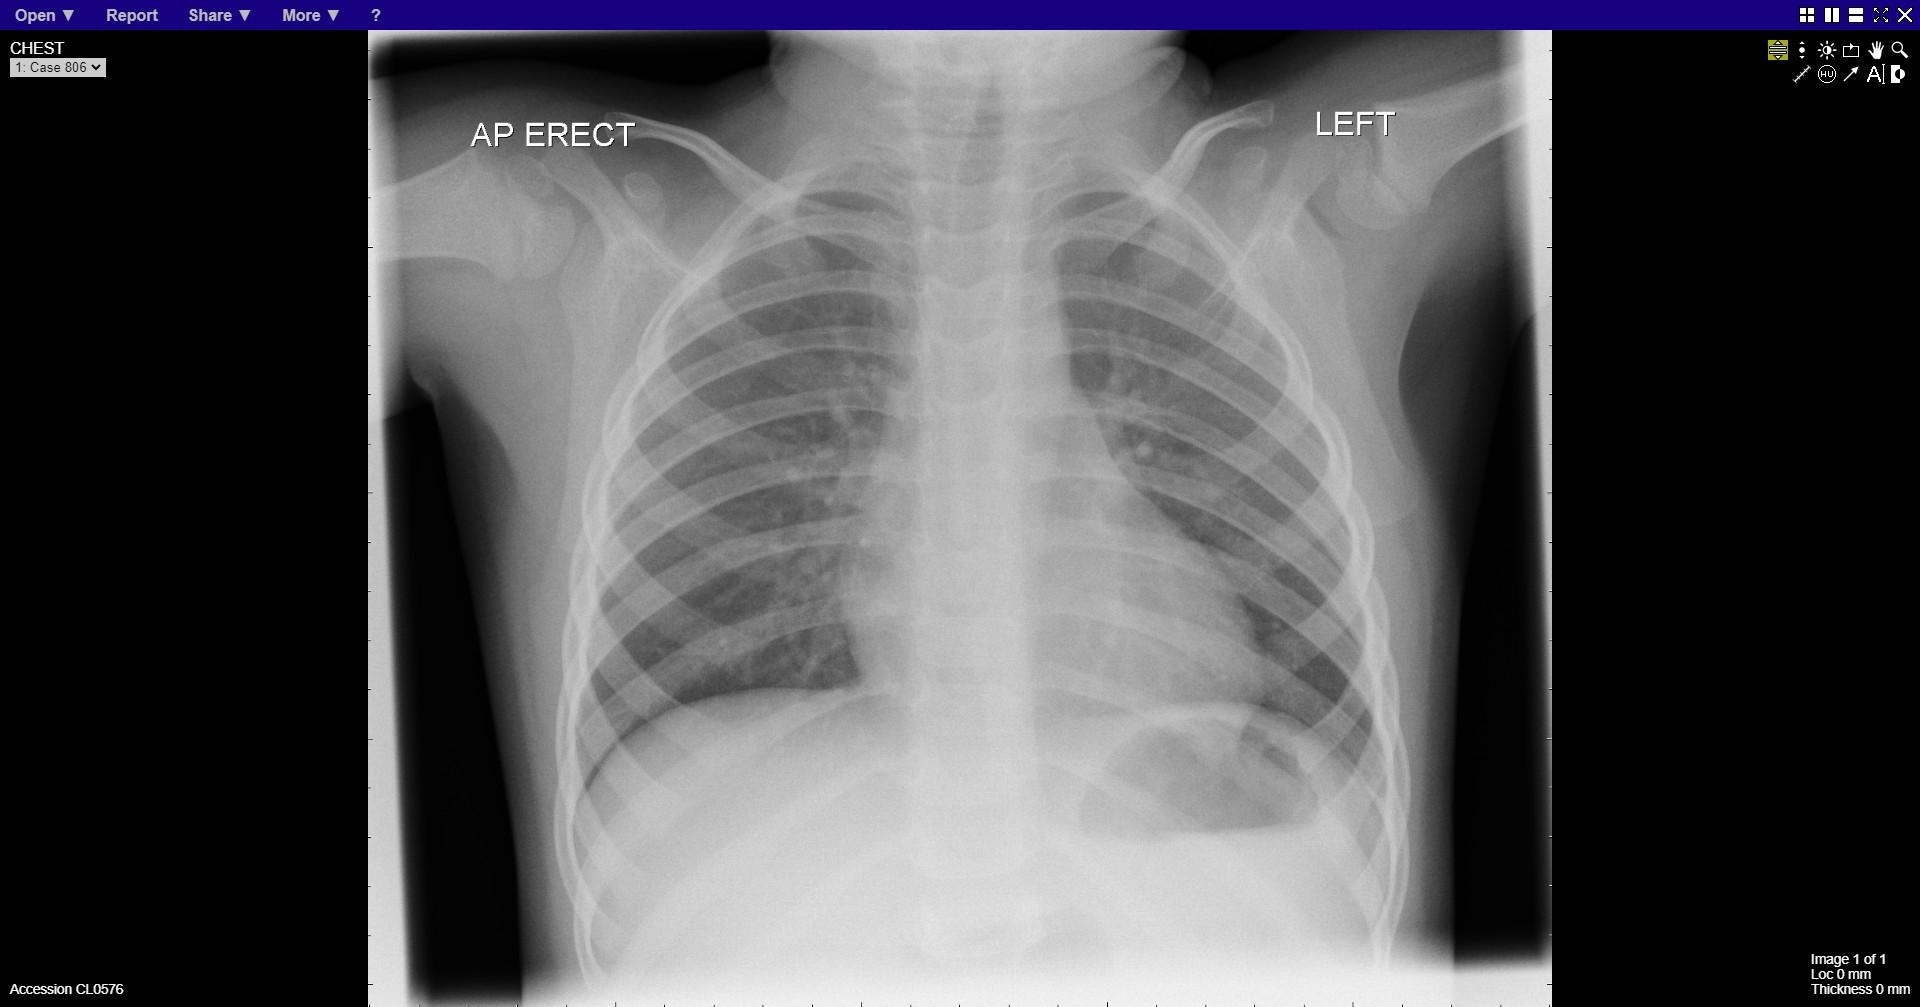 Open ▼ Report Share ▼ More ▼ ?
CHEST
1: Case 806
HU
A
AP ERECT
LEFT
Image 1 of 1
Loc 0 mm
Thickness 0 mm
Accession CL0576